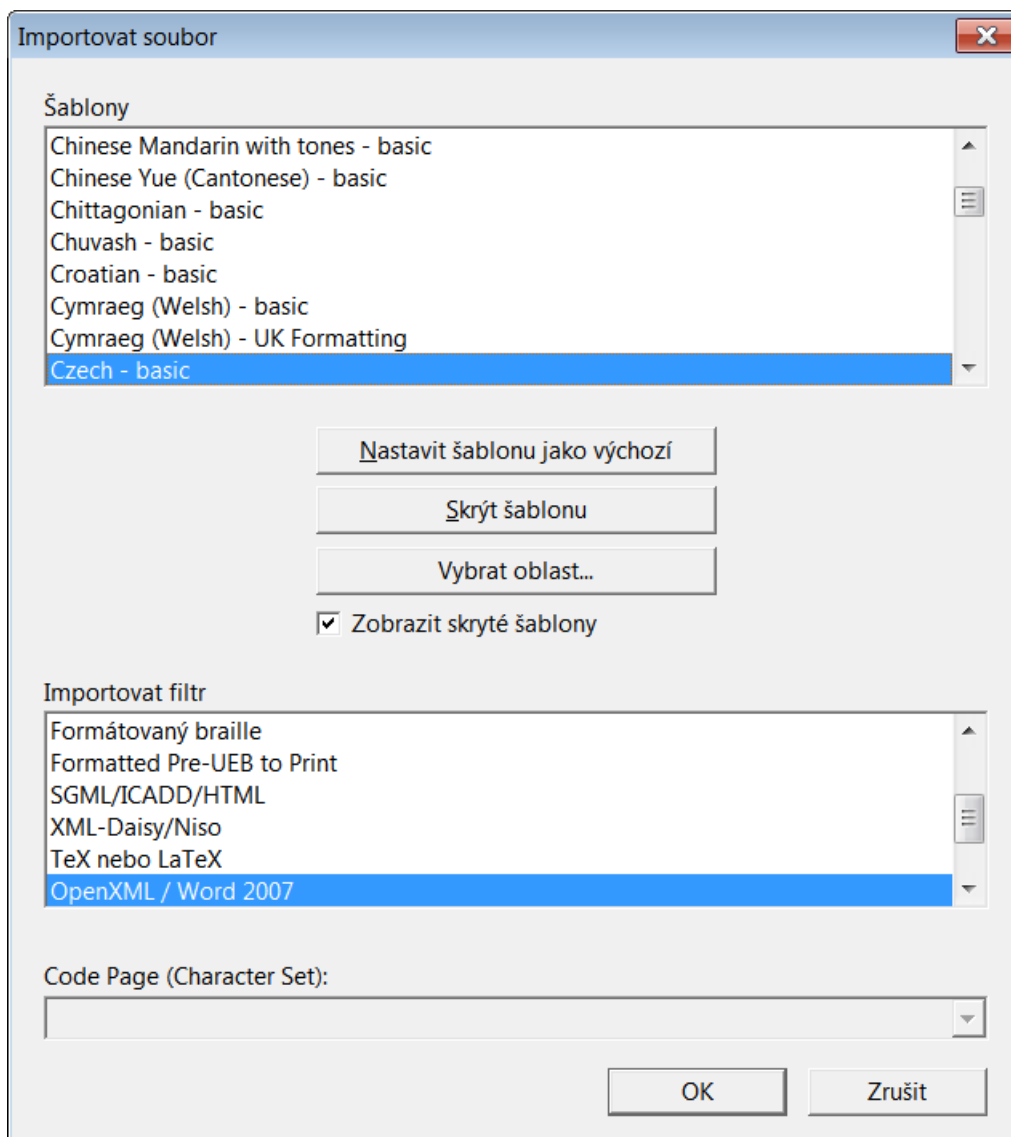 Importovat soubor
Šablony
Chinese Mandarin with tones - basic
Chinese Yue (Cantonese) - basic
Chittagonian - basic
Chuvash - basic
Croatian - basic
Cymraeg (Welsh) - basic
Cymraeg (Welsh) - UK Formatting
Czech - basic
Nastavit šablonu jako výchozí
Skrýt šablonu
Vybrat oblast...
Zobrazit skryté šablony
Importovat filtr
Formátovaný braille
Formatted Pre-UEB to Print
SGML/ICADD/HTML
XML-Daisy/Niso
TeX nebo LaTeX
OpenXML / Word 2007
Code Page (Character Set):
OK Zrušit